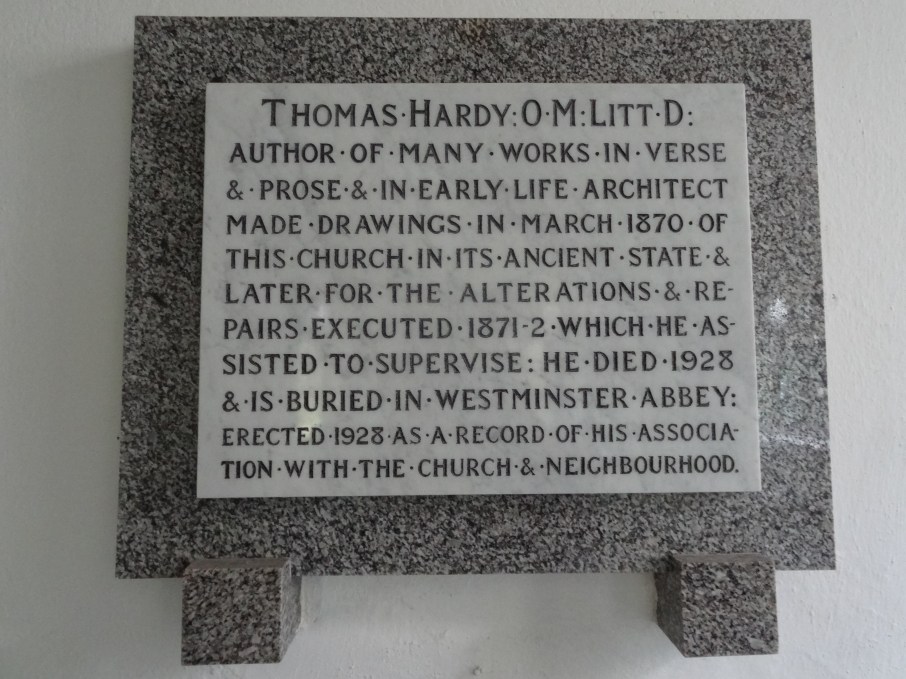 THOMAS·HARDY:O·M:LITT·D:
AUTHOR·OF·MANY·WORKS·IN·VERSE
&·PROSE·&·IN·EARLY·LIFE·ARCHITECT
MADE·DRAWINGS·IN·MARCH·1870·OF
THIS·CHURCH·IN·ITS·ANCIENT·STATE·&
LATER·FOR·THE·ALTERATIONS·&·RE-
PAIRS·EXECUTED·1871-2·WHICH·HE·AS-
SISTED·TO·SUPERVISE: HE·DIED·1928
&·IS·BURIED·IN·WESTMINSTER·ABBEY:
ERECTED·1928·AS·A·RECORD·OF·HIS·ASSOCIA-
TION·WITH·THE·CHURCH·&·NEIGHBOURHOOD.